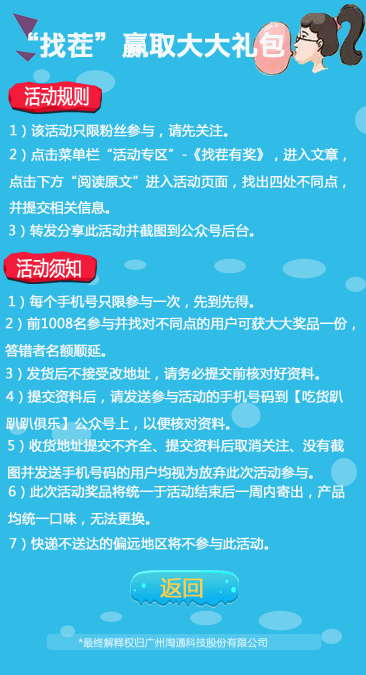 “找茬”赢取大大礼包
活动规则
1）该活动只限粉丝参与，请先关注。
2）点击菜单栏“活动专区”-《找茬有奖》，进入文章，
点击下方“阅读原文”进入活动页面，找出四处不同点，
并提交相关信息。
3）转发分享此活动并截图到公众号后台。
活动须知
1）每个手机号只限参与一次，先到先得。
2）前1008名参与并找对不同点的用户可获大大奖品一份，
答错者名额顺延。
3）发货后不接受改地址，请务必提交前核对好资料。
4）提交资料后，请发送参与活动的手机号码到【吃货趴
趴趴俱乐】公众号上，以便核对资料。
5）收货地址提交不齐全、提交资料后取消关注、没有截
图并发送手机号码的用户均视为放弃此次活动参与。
6）此次活动奖品将统一于活动结束后一周内寄出，产品
均统一口味，无法更换。
7）快递不送达的偏远地区将不参与此活动。
返回
*最终解释权归广州淘通科技股份有限公司